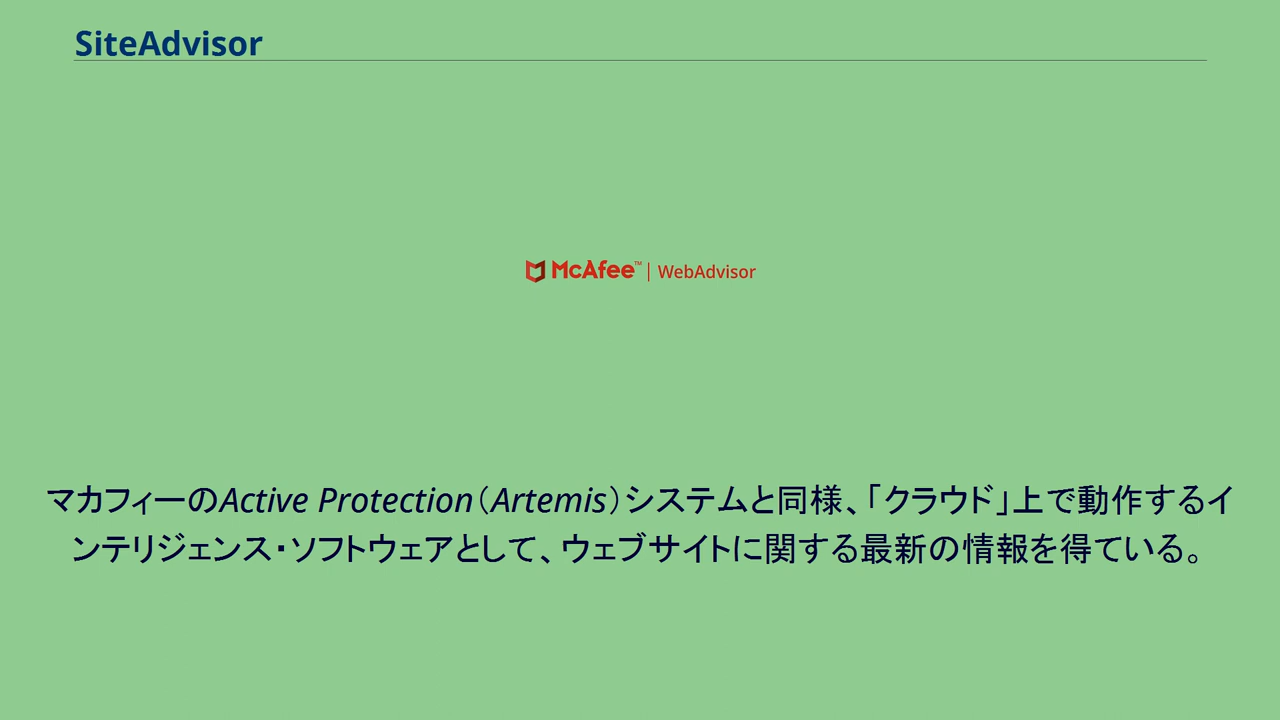 SiteAdvisor
McAfee™ | WebAdvisor
マカフィーのActive Protection（Artemis）システムと同様、「クラウド」上で動作するイ
ンテリジェンス・ソフトウェアとして、ウェブサイトに関する最新の情報を得ている。